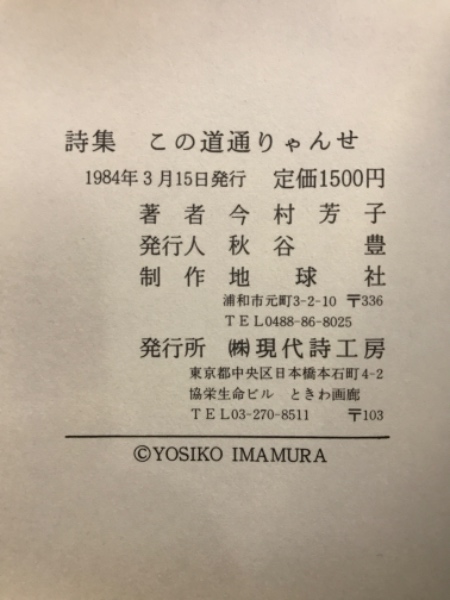 詩集 この道通りゃんせ
1984年3月15日発行 定価1500円
著者 今村芳子
発行人 秋谷豊
制作 地球社
浦和市元町3-2-10 〒336
TEL0488-86-8025
発行所 ㈱現代詩工房
東京都中央区日本橋本石町4-2
協栄生命ビル ときわ画廊
TEL03-270-8511 〒103
©YOSIKO IMAMURA